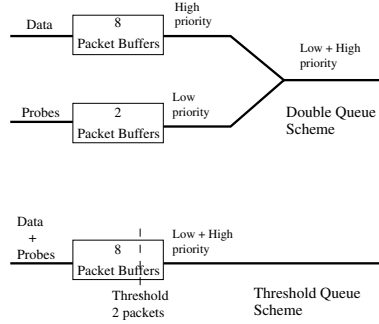 Data
8
Packet Buffers
High
priority
Low + High
priority
Probes
2
Packet Buffers
Low
priority
Double Queue
Scheme
Data
+
Probes
8
Packet Buffers
Low + High
priority
Threshold
2 packets
Threshold Queue
Scheme